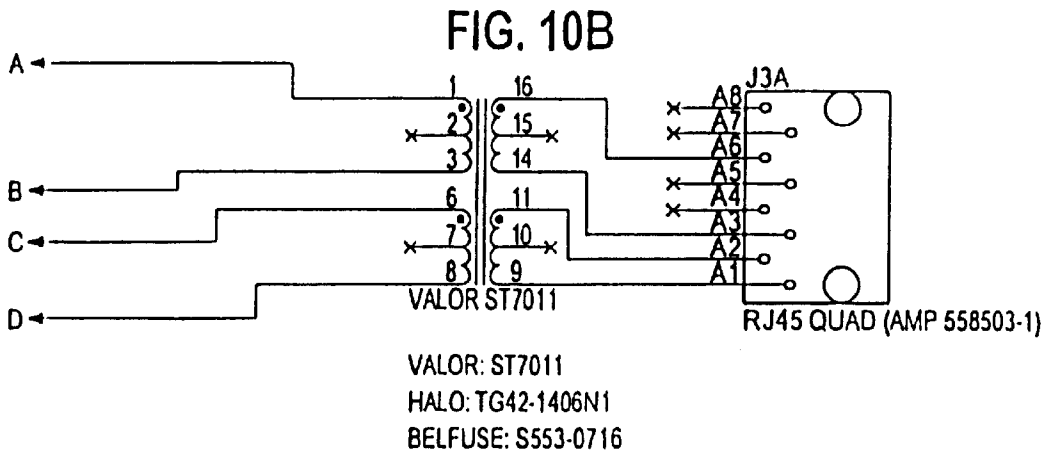 FIG. 10B
A
B
C
D
1
2
3
6
7
8
16
15
14
11
10
9
VALOR ST7011
J3A
A8
A7
A6
A5
A4
A3
A2
A1
RJ45 QUAD (AMP 558503-1)
VALOR: ST7011
HALO: TG42-1406N1
BELFUSE: S553-0716